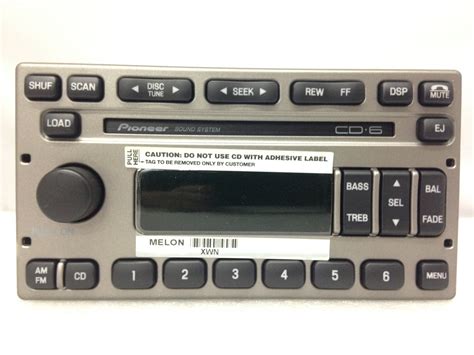 SHUF SCAN ◄ DISC TUNE ► ◄ SEEK ► REW FF DSP MUTE
LOAD Pioneer SOUND SYSTEM CD-6 EJ
PULL HERE
CAUTION: DO NOT USE CD WITH ADHESIVE LABEL
– TAG TO BE REMOVED ONLY BY CUSTOMER
BASS ▲ BAL
SEL
TREB ▼ FADE
MELON XWN
AM FM CD 1 2 3 4 5 6 MENU